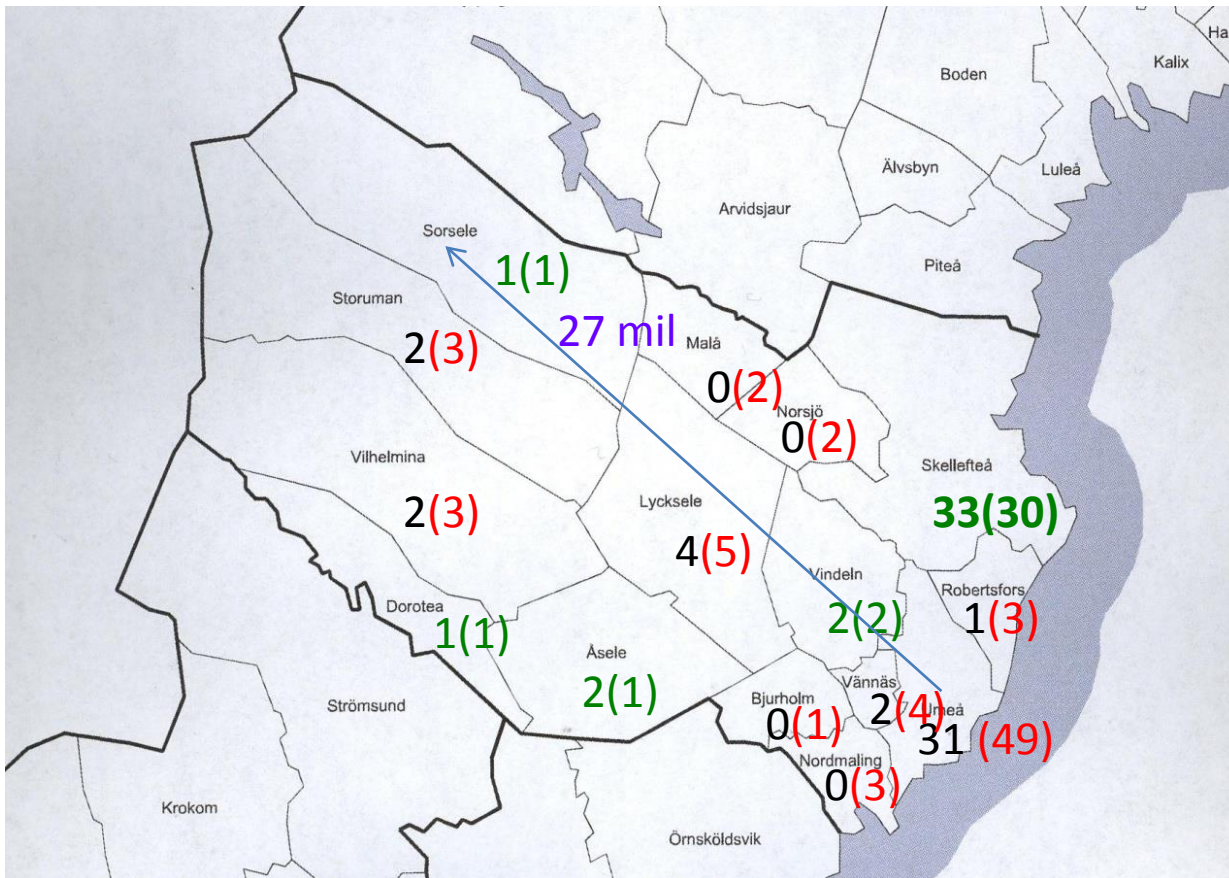 Ha
Kalix
Boden
Älvsbyn
Luleå
Arvidsjaur
Piteå
Sorsele
1(1)
Storuman
27 mil
Malå
2(3)
0(2)
Norsjö
0(2)
Vilhelmina
Skellefteå
2(3)
Lycksele
33(30)
4(5)
Vindeln
Robertsfors
Dorotea
2(2)
1(3)
1(1)
Åsele
2(1)
Strömsund
Bjurholm
Vännäs
0(1)
2(4)
Umeå
31 (49)
Nordmaling
0(3)
Krokom
Örnsköldsvik